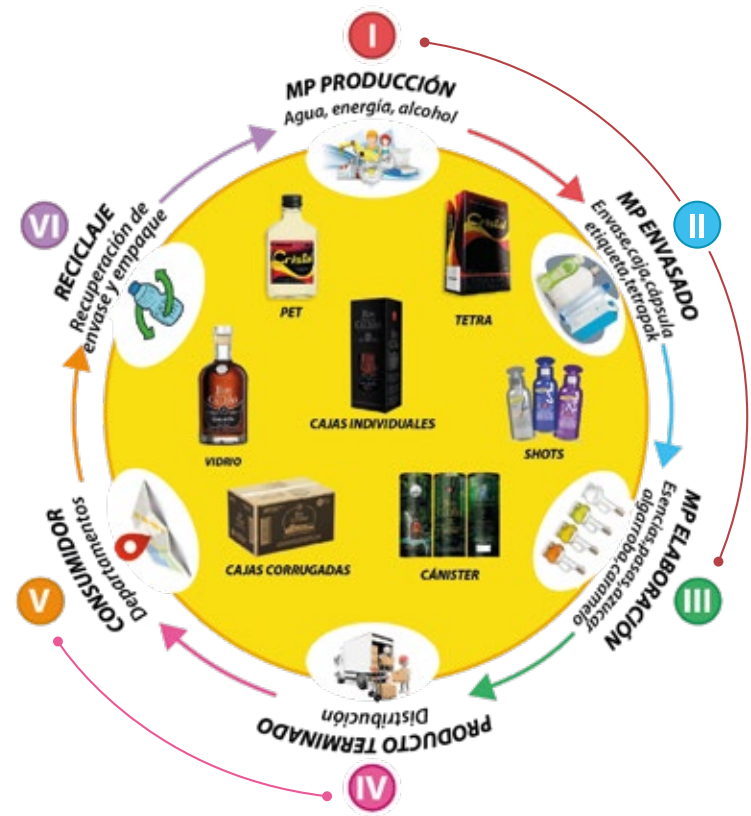 I
MP PRODUCCIÓN
Agua, energía, alcohol
II
MP ENVASADO
Envase,caja,cápsula
etiqueta,tetrapak
III
MP ELABORACIÓN
Esencias,pasas,azucar
algarroba,caramelo
IV
PRODUCTO TERMINADO
Distribución
V
CONSUMIDOR
Departamentos
VI
RECICLAJE
Recuperación de
envase y empaque
Cristal
PET
Cristal
TETRA
CAJAS INDIVIDUALES
VIDRIO
SHOTS
CAJAS CORRUGADAS
CÁNISTER